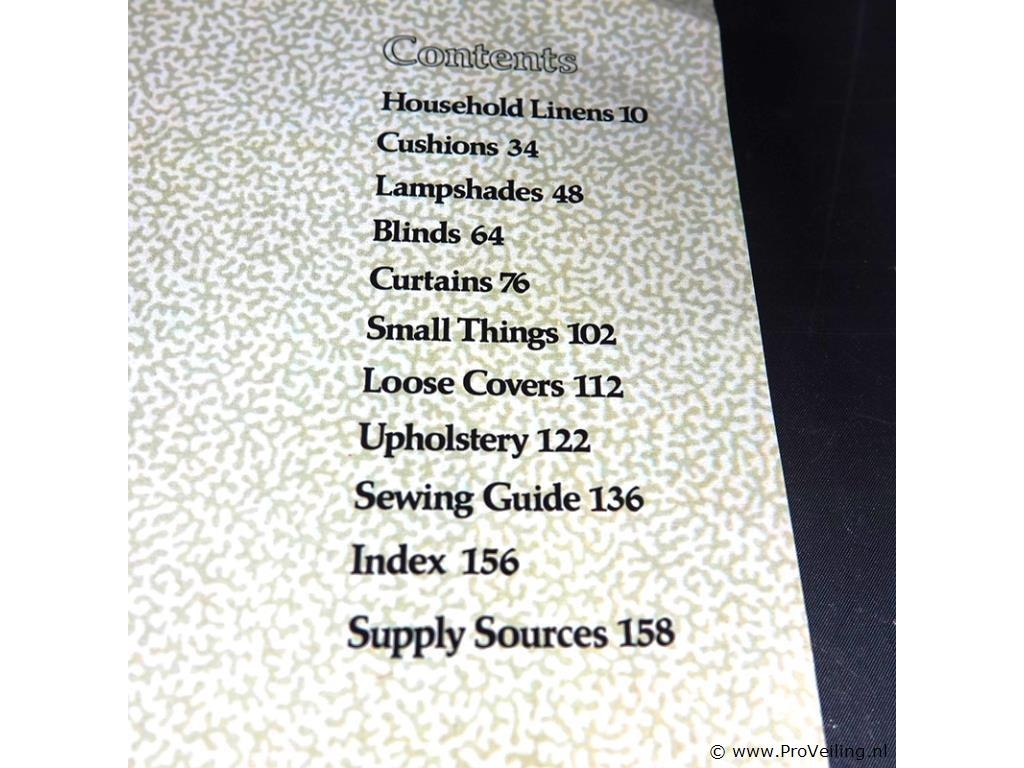 Contents
Household Linens 10
Cushions 34
Lampshades 48
Blinds 64
Curtains 76
Small Things 102
Loose Covers 112
Upholstery 122
Sewing Guide 136
Index 156
Supply Sources 158
© www.ProVeiling.nl